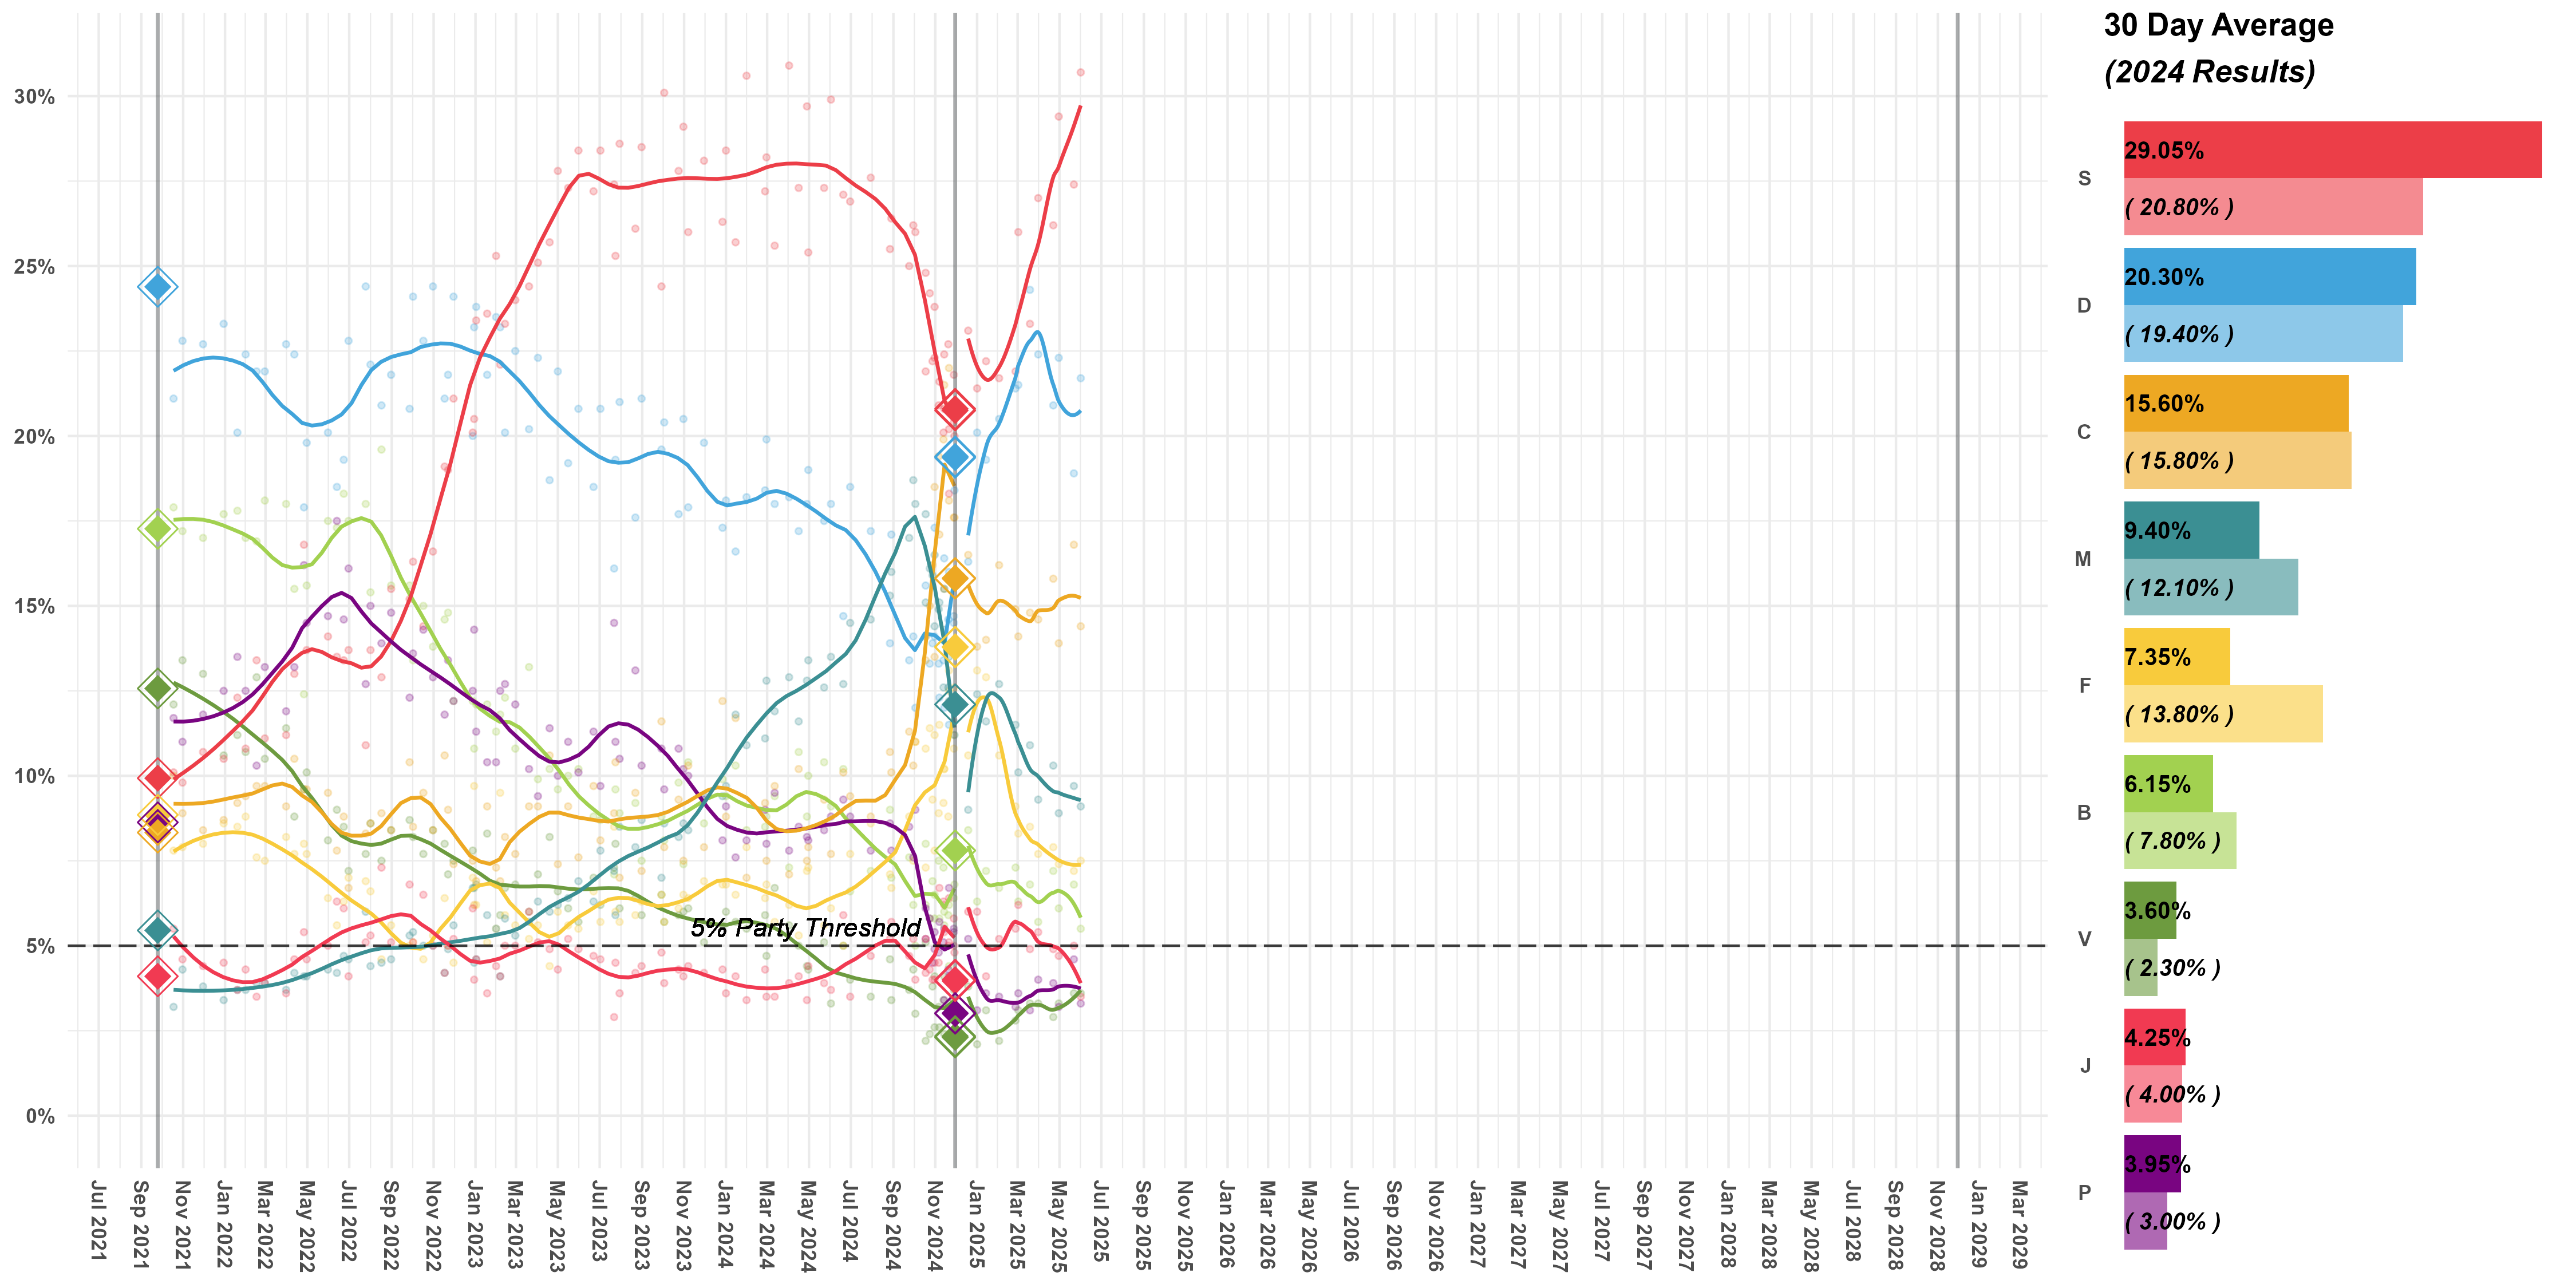 30 Day Average
(2024 Results)
30%
25%
20%
15%
10%
5%
0%
5% Party Threshold
Jul 2021
Sep 2021
Nov 2021
Jan 2022
Mar 2022
May 2022
Jul 2022
Sep 2022
Nov 2022
Jan 2023
Mar 2023
May 2023
Jul 2023
Sep 2023
Nov 2023
Jan 2024
Mar 2024
May 2024
Jul 2024
Sep 2024
Nov 2024
Jan 2025
Mar 2025
May 2025
Jul 2025
Sep 2025
Nov 2025
Jan 2026
Mar 2026
May 2026
Jul 2026
Sep 2026
Nov 2026
Jan 2027
Mar 2027
May 2027
Jul 2027
Sep 2027
Nov 2027
Jan 2028
Mar 2028
May 2028
Jul 2028
Sep 2028
Nov 2028
Jan 2029
Mar 2029
S
29.05%
( 20.80% )
D
20.30%
( 19.40% )
C
15.60%
( 15.80% )
M
9.40%
( 12.10% )
F
7.35%
( 13.80% )
B
6.15%
( 7.80% )
V
3.60%
( 2.30% )
J
4.25%
( 4.00% )
P
3.95%
( 3.00% )